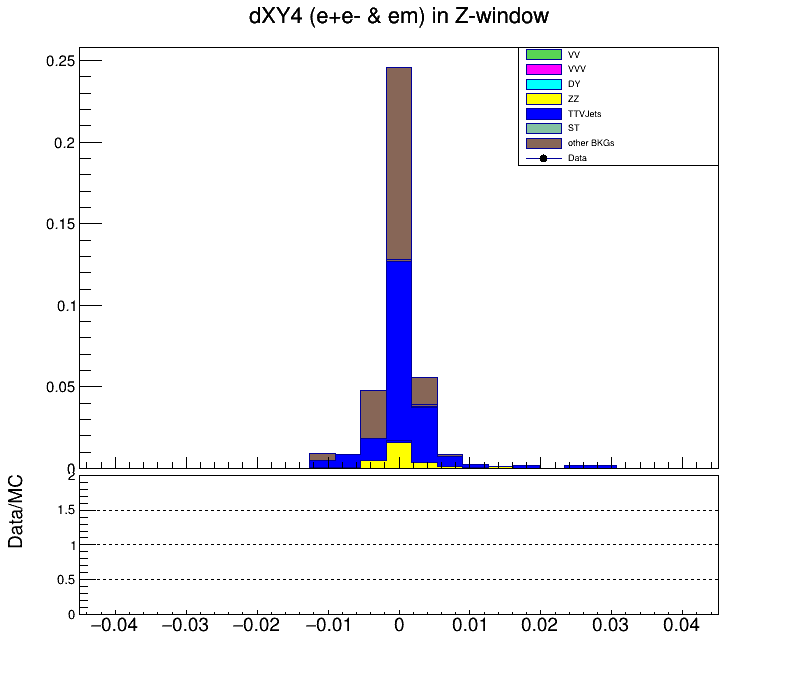 dXY4 (e+e- & em) in Z-window
0.25
0.2
0.15
0.1
0.05
0
VV
VVV
DY
ZZ
TTVJets
ST
other BKGs
Data
Data/MC
2
1.5
1
0.5
0
−0.04 −0.03 −0.02 −0.01 0 0.01 0.02 0.03 0.04